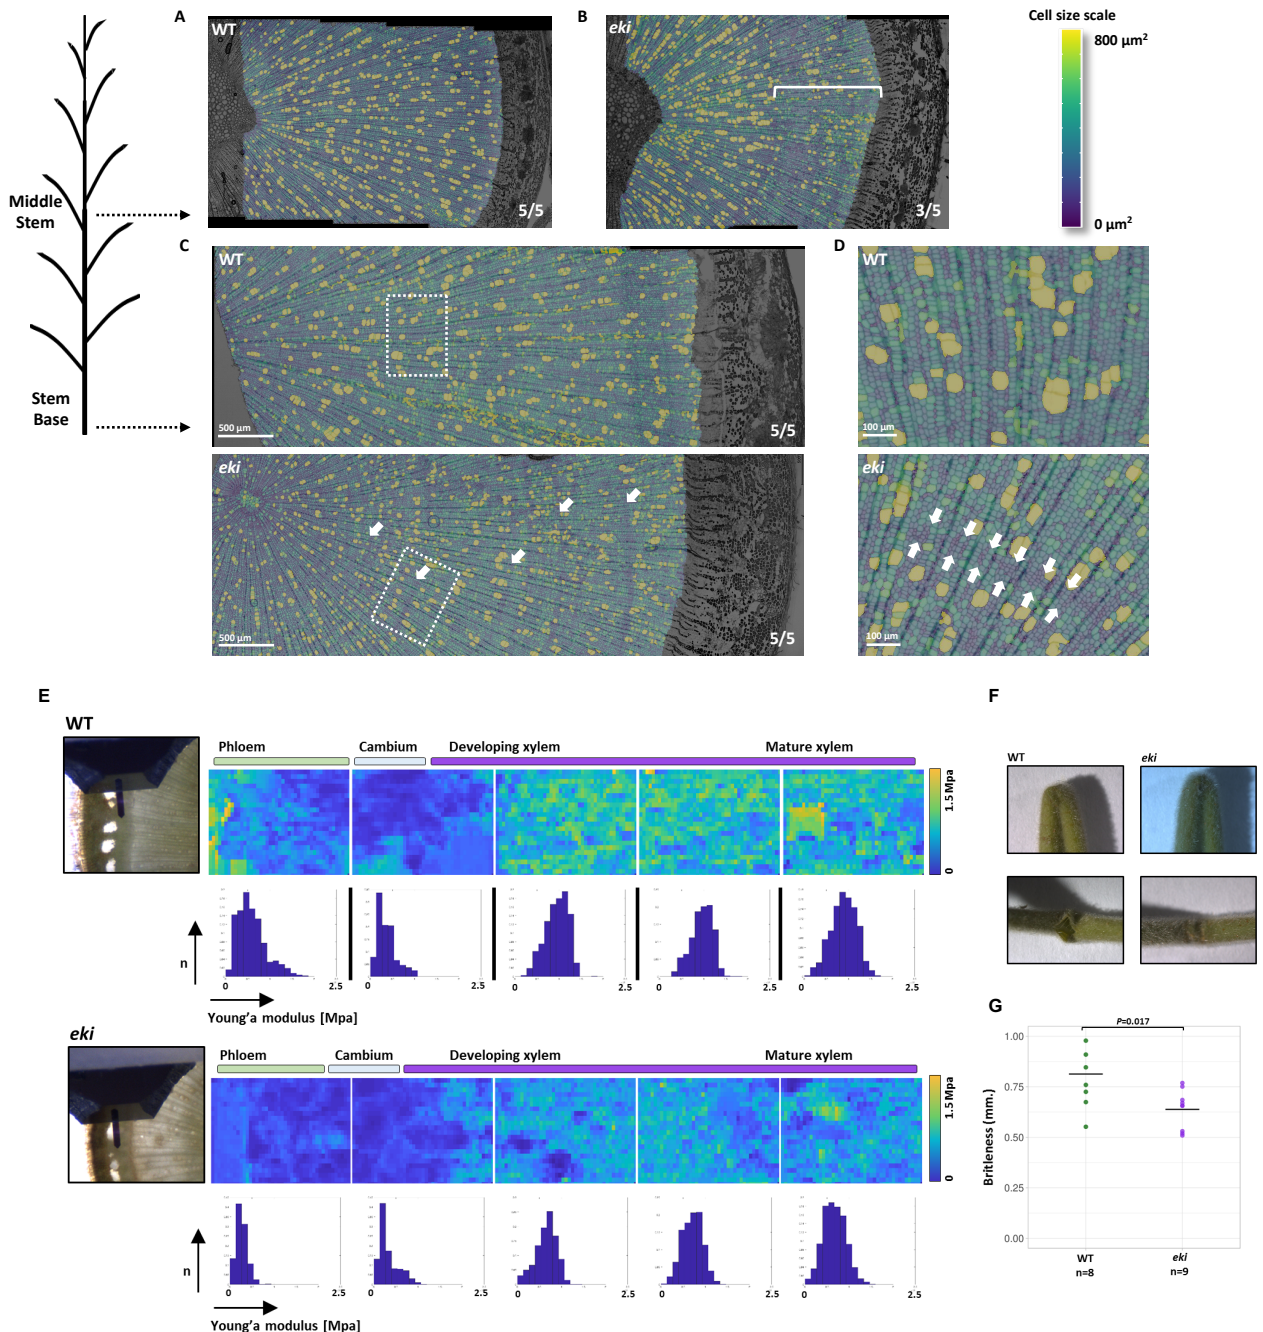 A
B
WT
eki
Cell size scale
800 µm²
0 µm²
5/5
3/5
Middle
Stem
Stem
Base
C
D
WT
WT
500 µm
5/5
100 µm
eki
eki
500 µm
5/5
100 µm
E
F
WT
Phloem
Cambium
Developing xylem
Mature xylem
1.5 Mpa
0
n
0
2.5
0
2.5
0
2.5
0
2.5
0
2.5
Young'a modulus [Mpa]
eki
Phloem
Cambium
Developing xylem
Mature xylem
1.5 Mpa
0
n
0
2.5
0
2.5
0
2.5
0
2.5
0
2.5
Young'a modulus [Mpa]
WT
eki
G
P=0.017
1.00
0.75
0.50
0.25
0.00
Britleness (mm.)
WT
eki
n=8
n=9